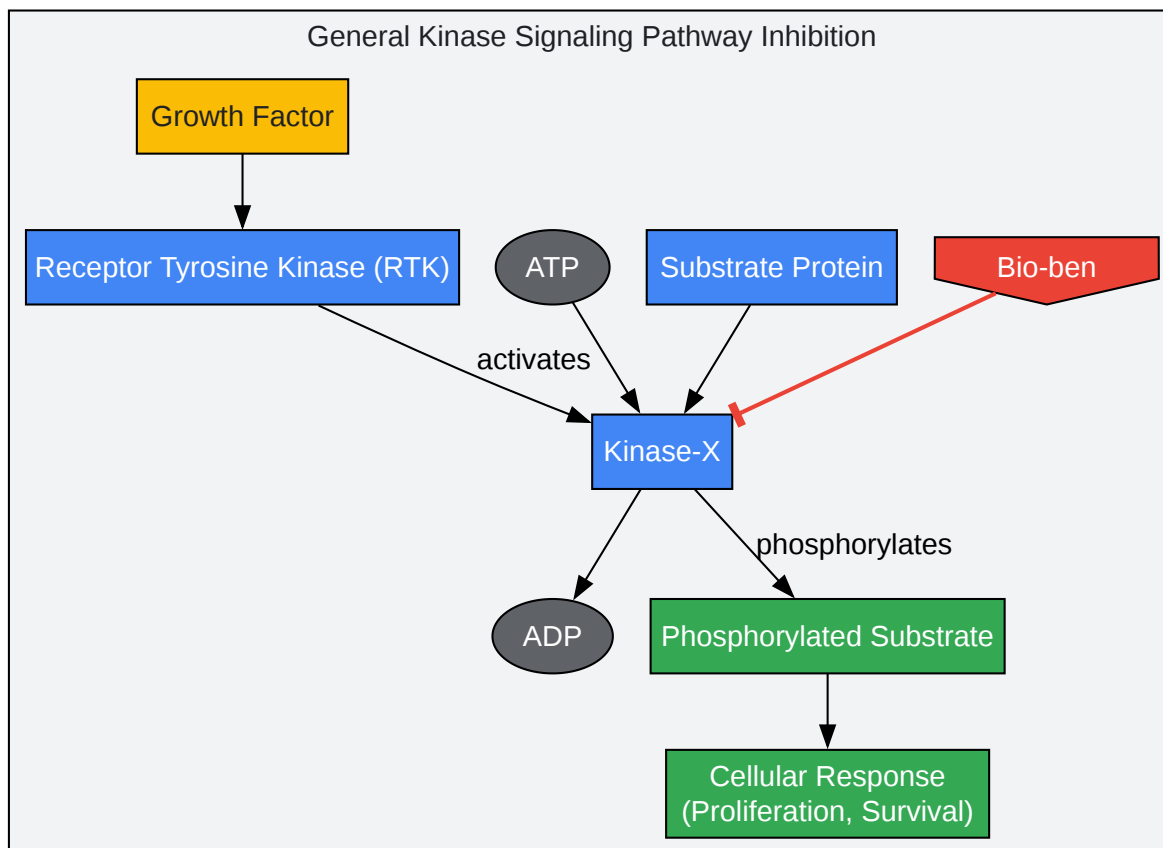 General Kinase Signaling Pathway Inhibition
Growth Factor
Receptor Tyrosine Kinase (RTK)
ATP
Substrate Protein
Bio-ben
activates
Kinase-X
phosphorylates
ADP
Phosphorylated Substrate
Cellular Response
(Proliferation, Survival)